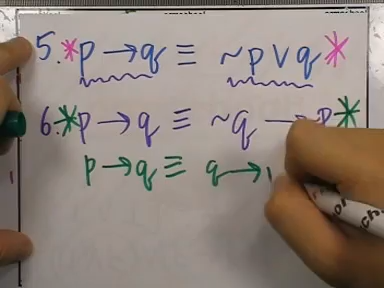 5. *p → q ≡ ~p ∨ q*
6. *p → q ≡ ~q → p*
p → q ≡ q →